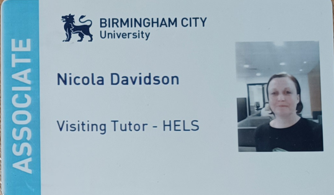 ASSOCIATE
BIRMINGHAM CITY
University
Nicola Davidson
Visiting Tutor - HELS